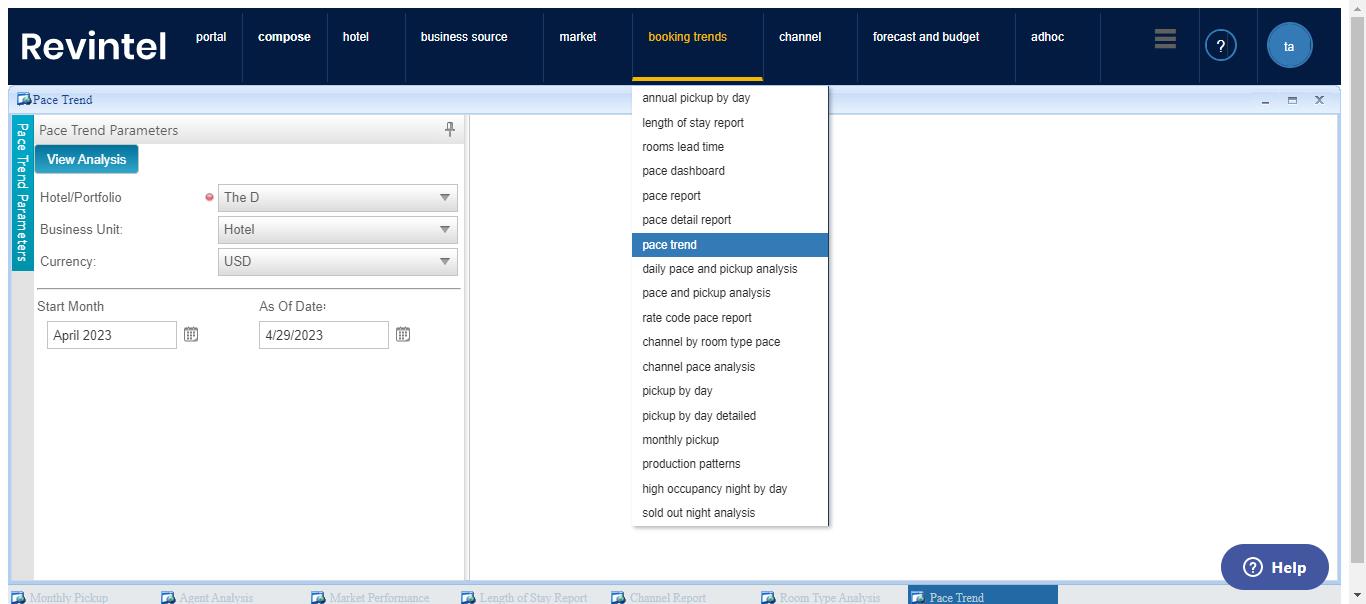 Revintel
portal
compose
hotel
business source
market
booking trends
channel
forecast and budget
adhoc
?
ta
Pace Trend
Pace Trend Parameters
Pace Trend Parameters
View Analysis
Hotel/Portfolio
The D
Business Unit:
Hotel
Currency:
USD
Start Month
As Of Date:
April 2023
4/29/2023
annual pickup by day
length of stay report
rooms lead time
pace dashboard
pace report
pace detail report
pace trend
daily pace and pickup analysis
pace and pickup analysis
rate code pace report
channel by room type pace
channel pace analysis
pickup by day
pickup by day detailed
monthly pickup
production patterns
high occupancy night by day
sold out night analysis
? Help
Monthly Pickup
Agent Analysis
Market Performance
Length of Stay Report
Channel Report
Room Type Analysis
Pace Trend